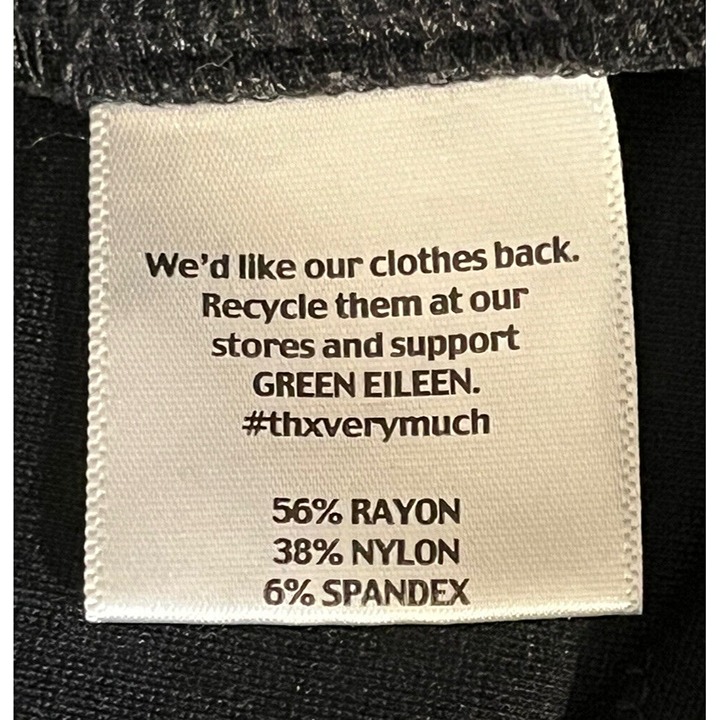 We'd like our clothes back.
Recycle them at our
stores and support
GREEN EILEEN.
#thxverymuch
56% RAYON
38% NYLON
6% SPANDEX